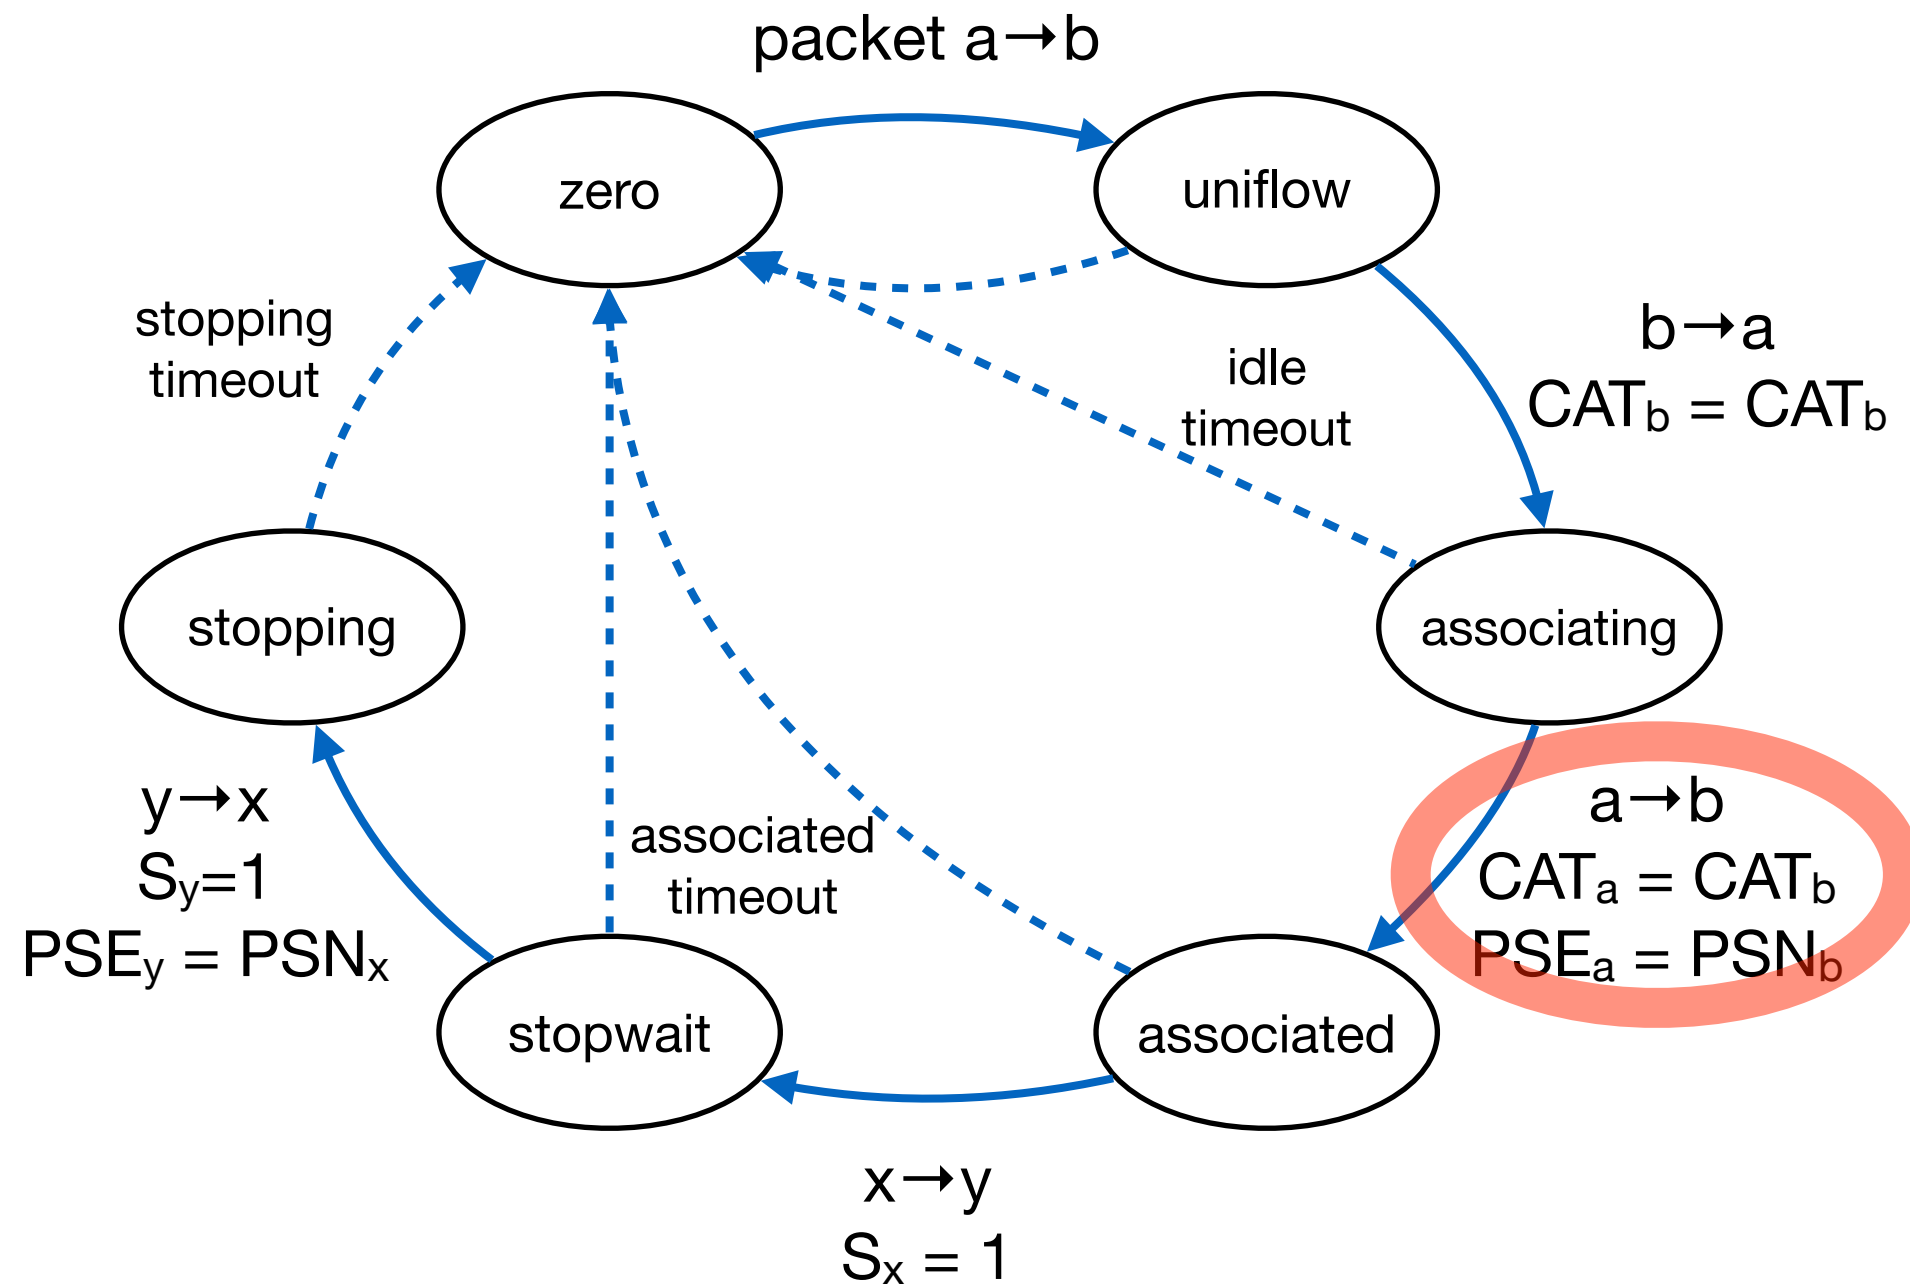 packet a→b
zero
uniflow
stopping
timeout
idle
timeout
b→a
CATb = CATb
stopping
associating
y→x
Sy=1
PSEy = PSNx
associated
timeout
a→b
CATa = CATb
PSEa = PSNb
stopwait
associated
x→y
Sx = 1